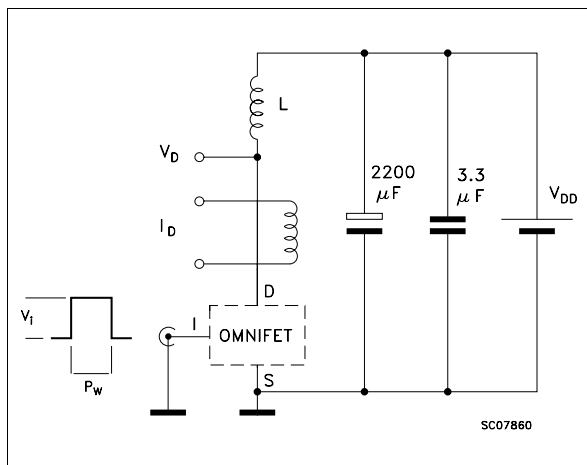 L
V_D
2200
μF
3.3
μF
V_DD
I_D
D
V_i
I
OMNIFET
P_W
S
SC07860